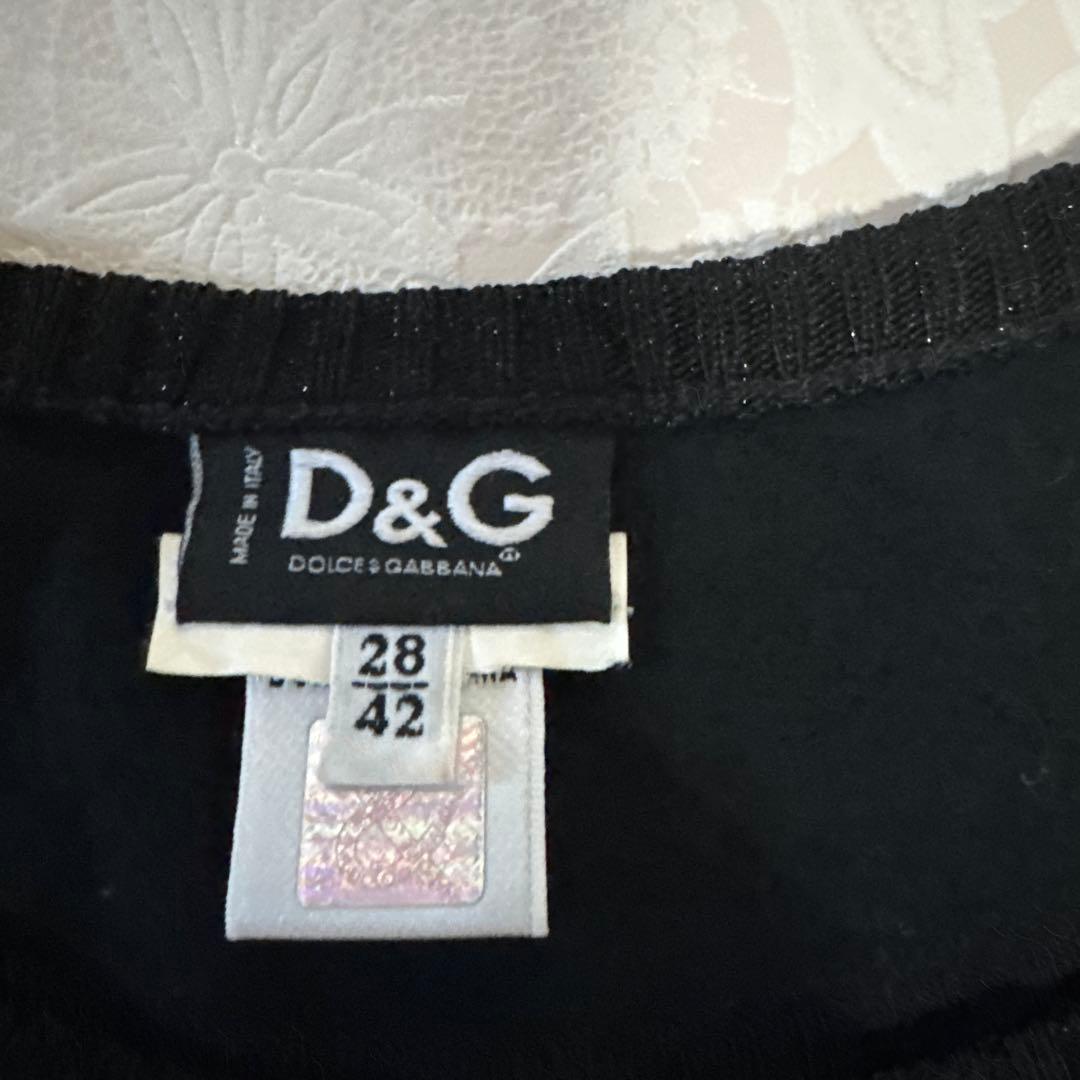 MADE IN ITALY
D&G
DOLCE & GABBANA®
28
42